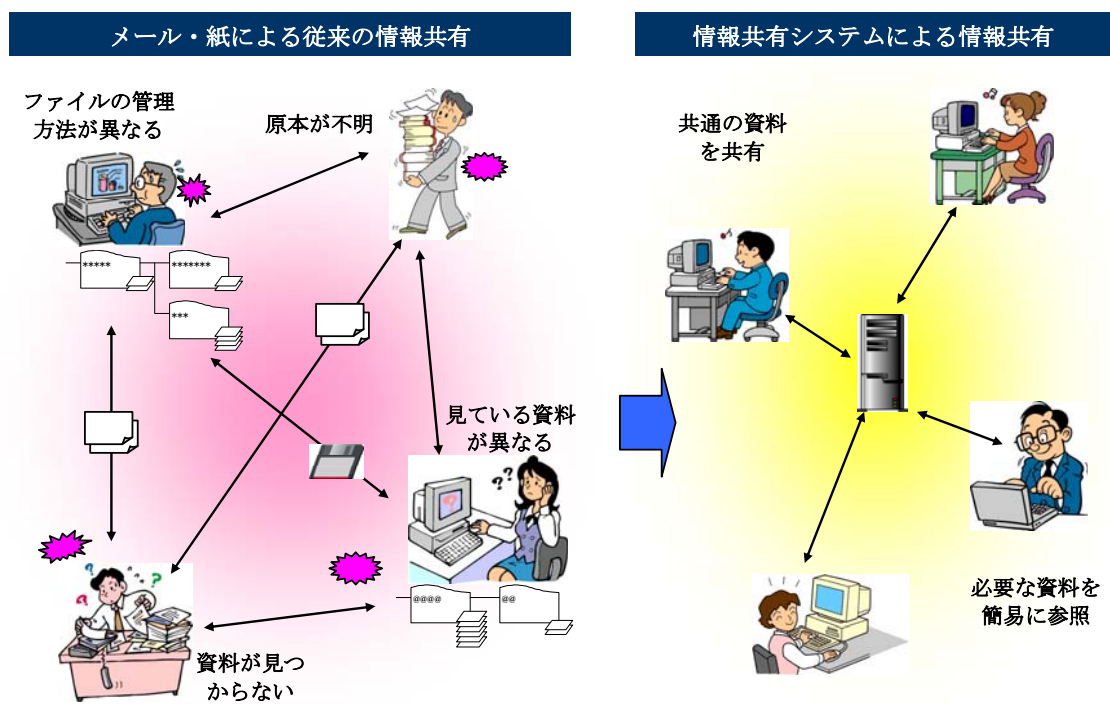 メール・紙による従来の情報共有
ファイルの管理
方法が異なる
原本が不明
*****
*******
***
見ている資料
が異なる
? ?
?
? ?
?
@@@@
@@
資料が見つ
からない
情報共有システムによる情報共有
共通の資料
を共有
必要な資料を
簡易に参照